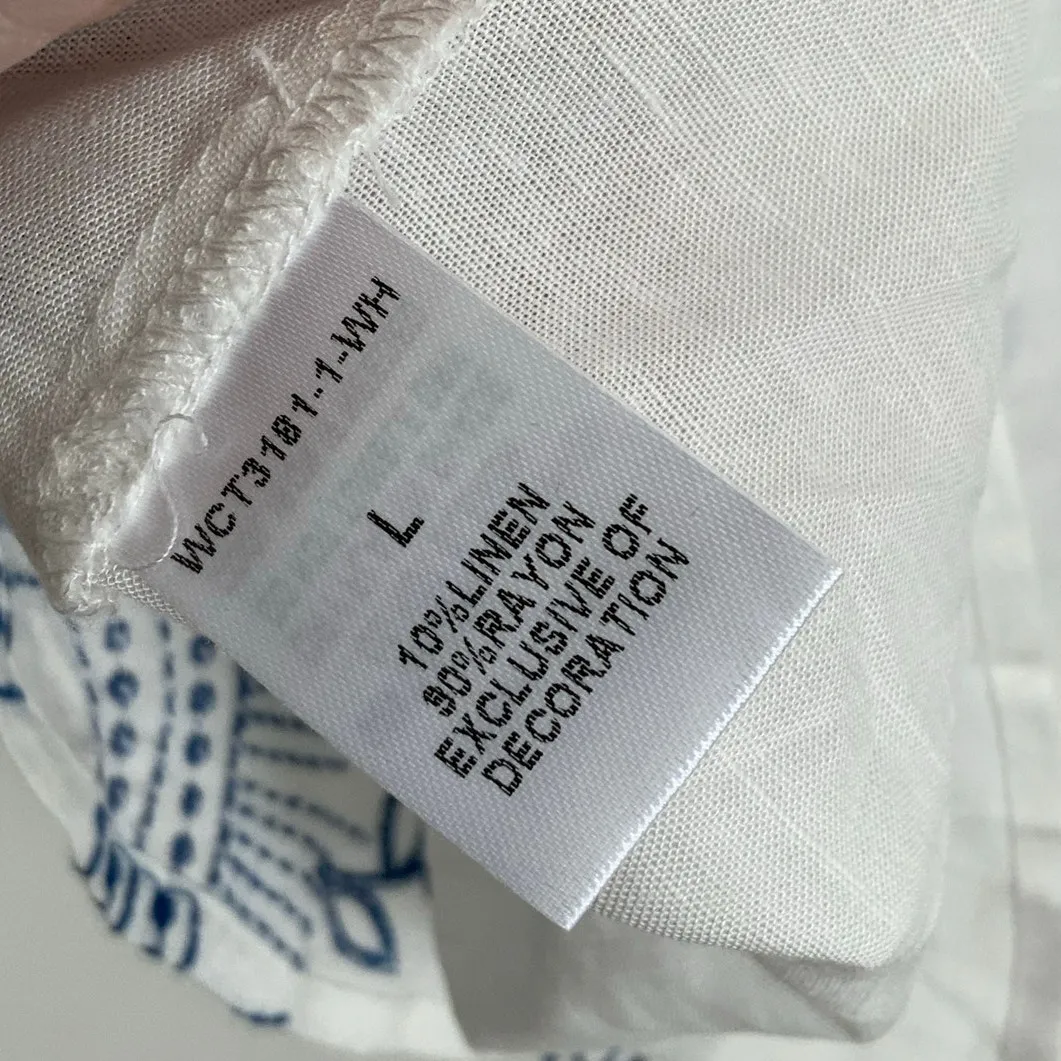 WCT3181-1-WH
L
10%LINEN
90%RAYON
EXCLUSIVE OF
DECORATION